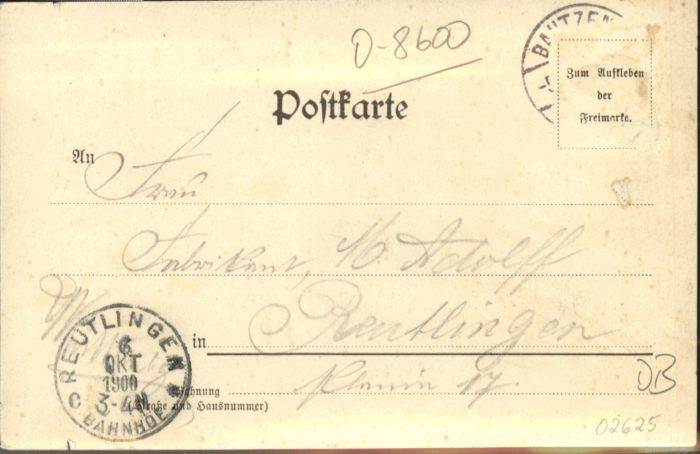 D-8600
BAUTZEN
Zum Aufkleben
der
Freimarke.
Poſtkarte
An
Frau
Fabrikant, M. Adolff
in Reutlingen
Wohnung
(Straße und Hausnummer)
17.
REUTLINGEN
6
OKT
1900
3-4N
C
BAHNHOF
DB
02625